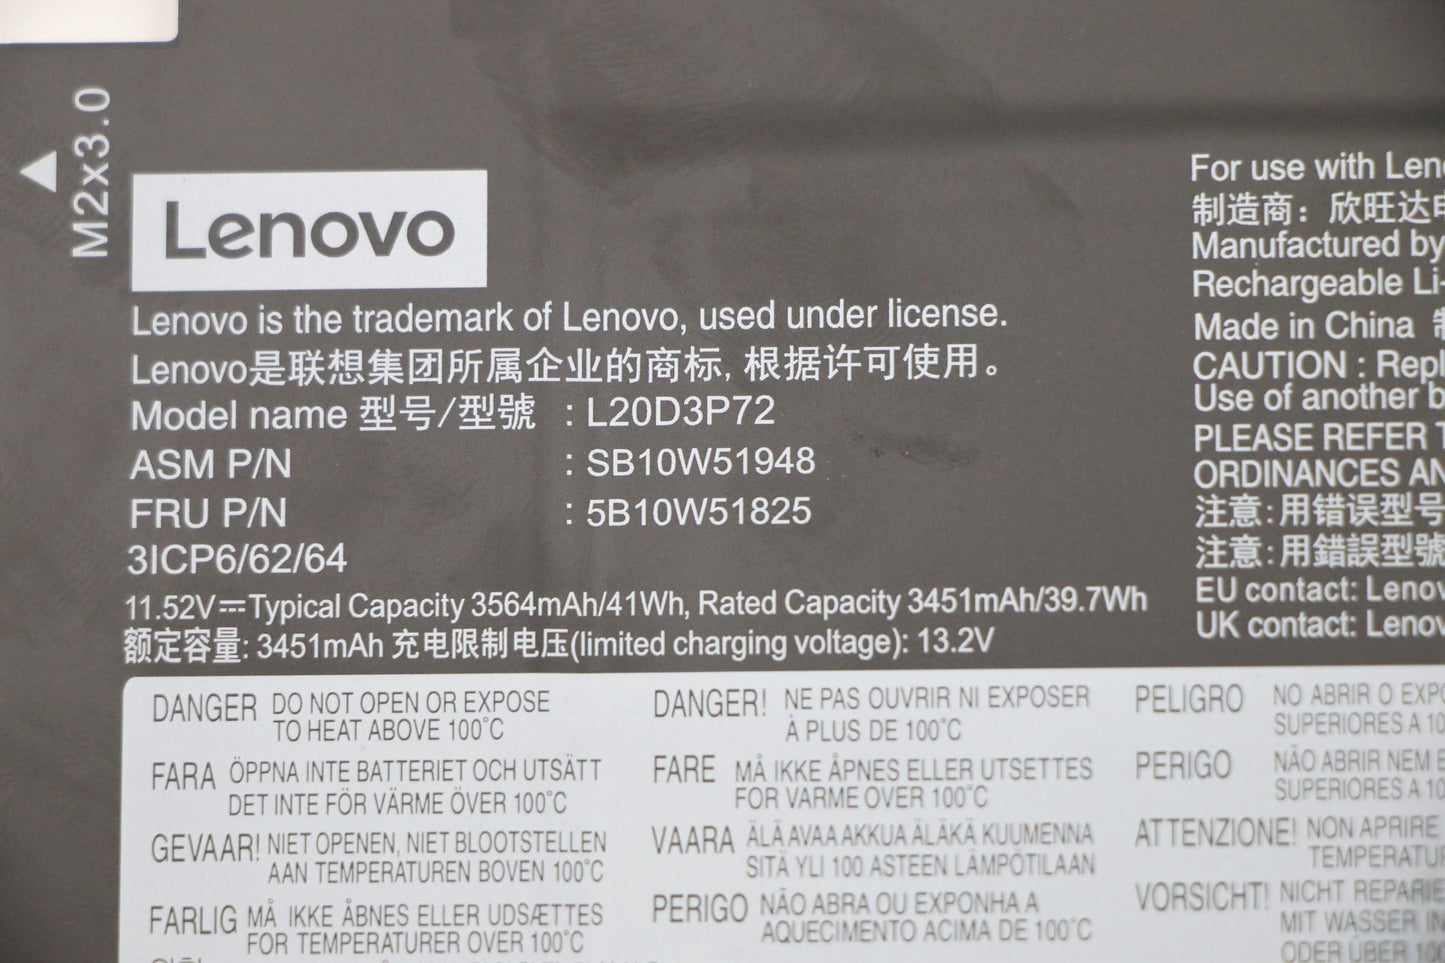 M2x3.0
Lenovo
Lenovo is the trademark of Lenovo, used under license.
Lenovo是联想集团所属企业的商标, 根据许可使用。
Model name 型号/型號 : L20D3P72
ASM P/N : SB10W51948
FRU P/N : 5B10W51825
3ICP6/62/64
11.52V⎓Typical Capacity 3564mAh/41Wh, Rated Capacity 3451mAh/39.7Wh
额定容量: 3451mAh 充电限制电压(limited charging voltage): 13.2V
For use with
制造商: 欣旺达电
Manufactured by
Rechargeable Li-
Made in China
CAUTION :
Use of another
PLEASE REFER
ORDINANCES
注意:用错误型号
注意:用錯誤型號
EU contact: Lenov
UK contact: Lenov
DANGER DO NOT OPEN OR EXPOSE
TO HEAT ABOVE 100°C
FARA ÖPPNA INTE BATTERIET OCH UTSÄTT
DET INTE FÖR VÄRME ÖVER 100°C
GEVAAR! NIET OPENEN, NIET BLOOTSTELLEN
AAN TEMPERATUREN BOVEN 100°C
FARLIG MÅ IKKE ÅBNES ELLER UDSÆTTES
FOR TEMPERATURER OVER 100°C
DANGER! NE PAS OUVRIR NI EXPOSER
À PLUS DE 100°C
FARE MÅ IKKE ÅPNES ELLER UTSETTES
FOR VARME OVER 100°C
VAARA ÄLÄ AVAA AKKUA ÄLÄKÄ KUUMENNA
SITÄ YLI 100 ASTEEN LÄMPÖTILAAN
PERIGO NÃO ABRA OU EXPONHA A
AQUECIMENTO ACIMA DE 100°C
PELIGRO NO ABRIR O
SUPERIORES A
PERIGO NÃO ABRIR NEM
SUPERIORES A
ATTENZIONE! NON APRIRE
VORSICHT! NICHT
MIT WASSER
ODER ÜBER